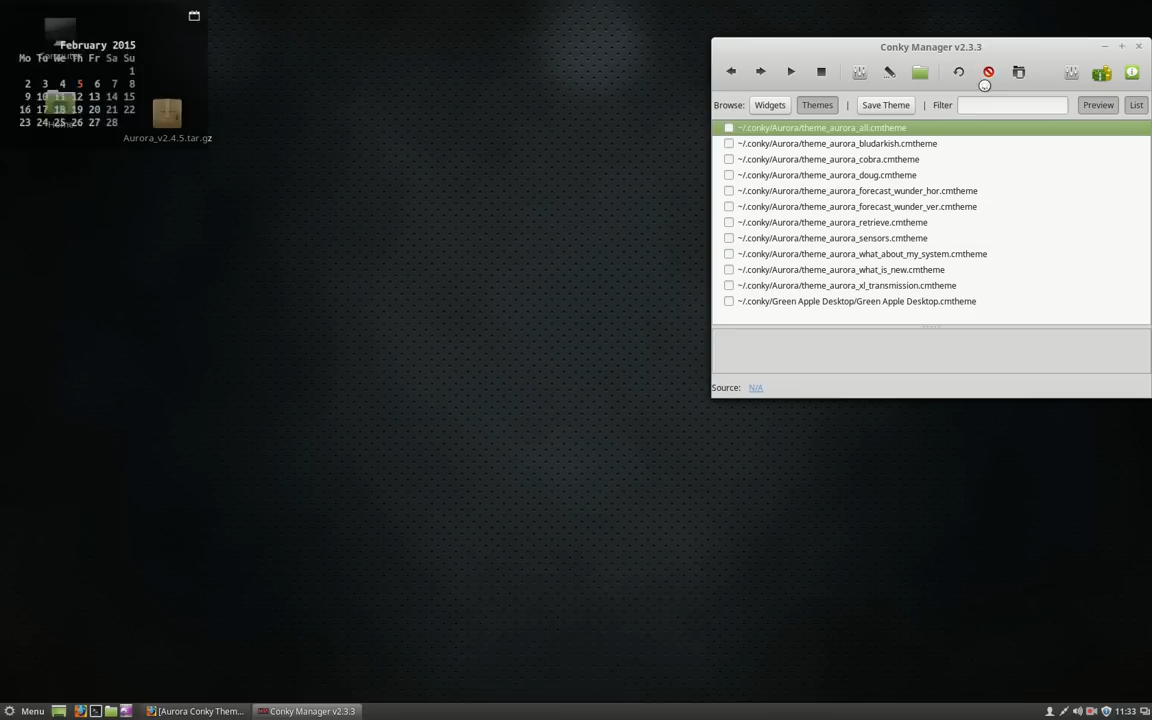 February 2015
Mo Tu We Th Fr Sa Su
1
2 3 4 5 6 7 8
9 10 11 12 13 14 15
16 17 18 19 20 21 22
23 24 25 26 27 28
Aurora_v2.4.5.tar.gz
Conky Manager v2.3.3
Browse: Widgets Themes | Save Theme | Filter Preview List
~/.conky/Aurora/theme_aurora_all.cmtheme
~/.conky/Aurora/theme_aurora_bludarkish.cmtheme
~/.conky/Aurora/theme_aurora_cobra.cmtheme
~/.conky/Aurora/theme_aurora_doug.cmtheme
~/.conky/Aurora/theme_aurora_forecast_wunder_hor.cmtheme
~/.conky/Aurora/theme_aurora_forecast_wunder_ver.cmtheme
~/.conky/Aurora/theme_aurora_retrieve.cmtheme
~/.conky/Aurora/theme_aurora_sensors.cmtheme
~/.conky/Aurora/theme_aurora_what_about_my_system.cmtheme
~/.conky/Aurora/theme_aurora_what_is_new.cmtheme
~/.conky/Aurora/theme_aurora_xl_transmission.cmtheme
~/.conky/Green Apple Desktop/Green Apple Desktop.cmtheme
Source: N/A
Menu [Aurora Conky Them... Conky Manager v2.3.3 11:33